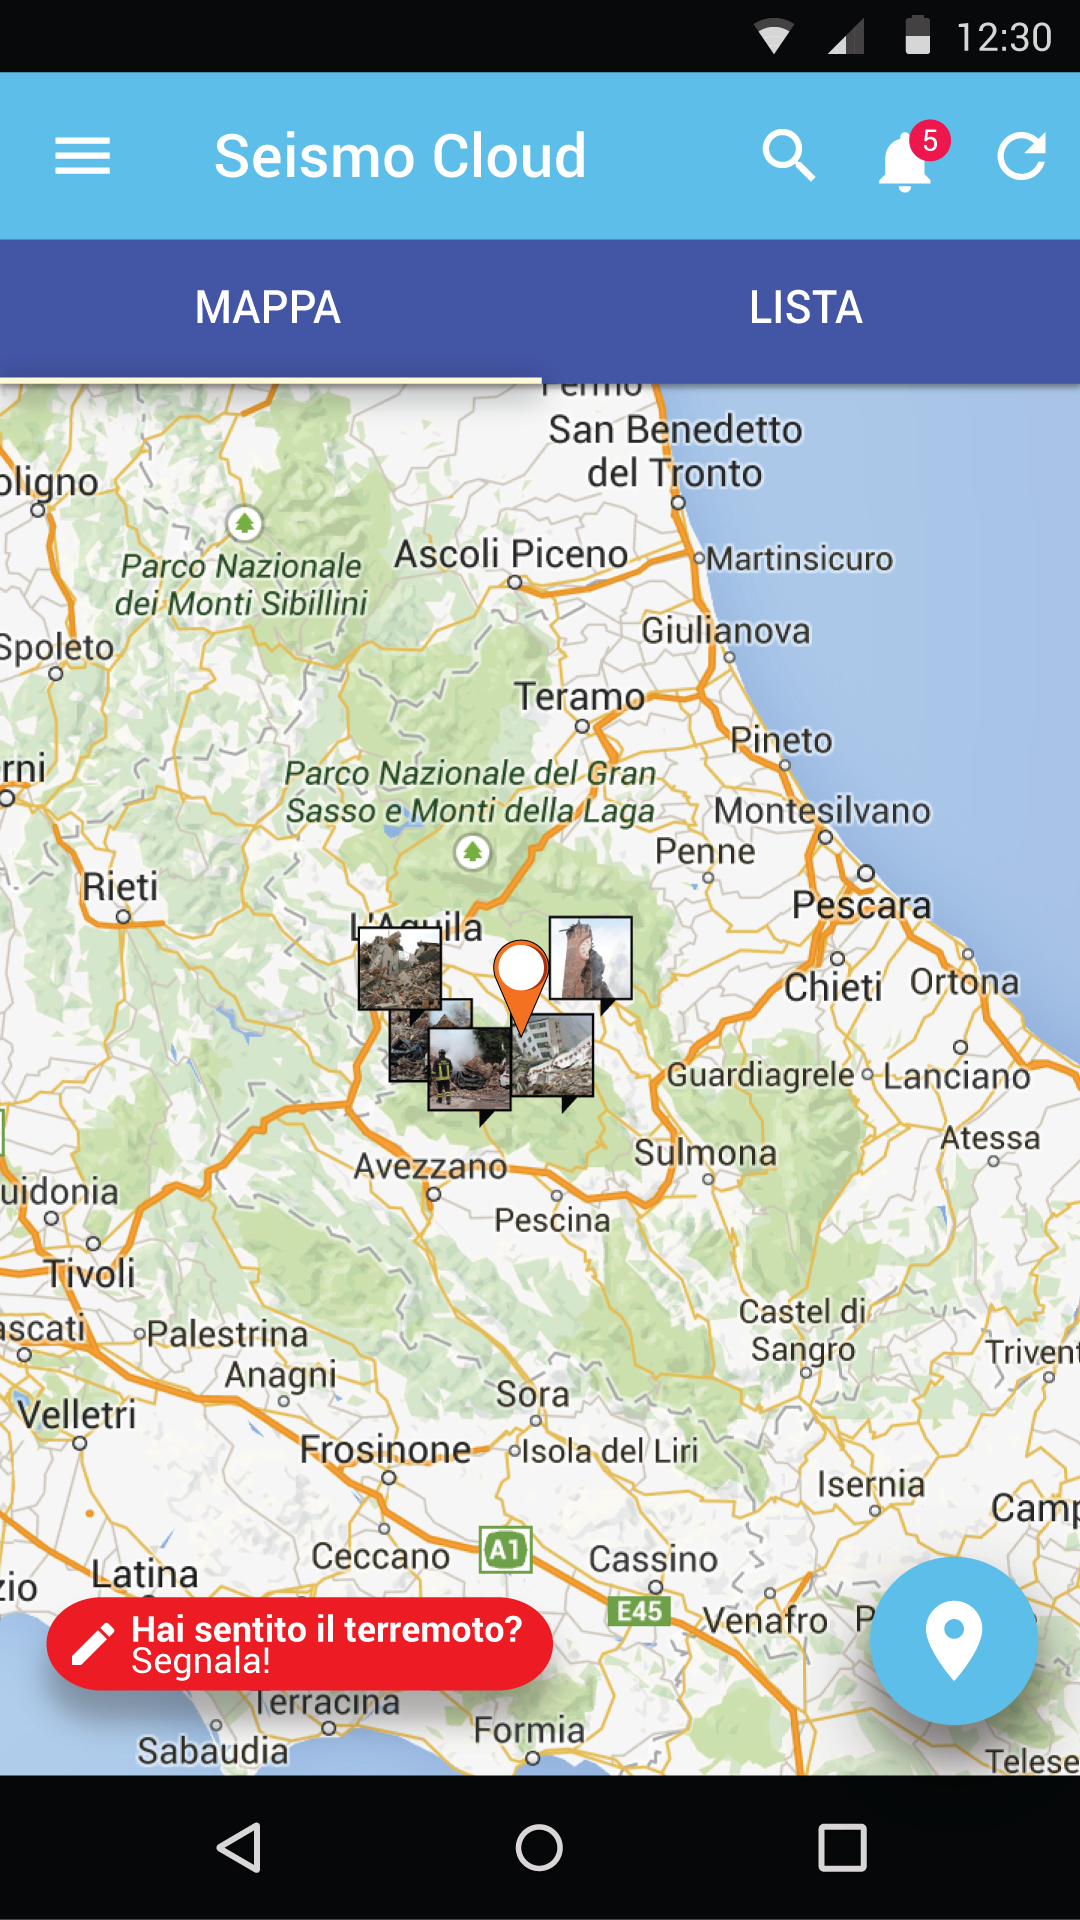 12:30
Seismo Cloud
5
MAPPA
LISTA
Fermo
San Benedetto
del Tronto
oligno
Ascoli Piceno
Martinsicuro
Parco Nazionale
dei Monti Sibillini
Giulianova
Spoleto
Teramo
Pineto
rni
Parco Nazionale del Gran
Sasso e Monti della Laga
Montesilvano
Penne
Rieti
Pescara
L'Aquila
Chieti
Ortona
Guardiagrele
Lanciano
Atessa
Sulmona
Avezzano
uidonia
Pescina
Tivoli
Castel di
Sangro
ascati
Palestrina
Trivent
Anagni
Sora
Velletri
Frosinone
Isola del Liri
Isernia
Camp
A1
Ceccano
Cassino
Latina
zio
E45
Venafro
P
Hai sentito il terremoto?
Segnala!
Terracina
Formia
Sabaudia
Telese